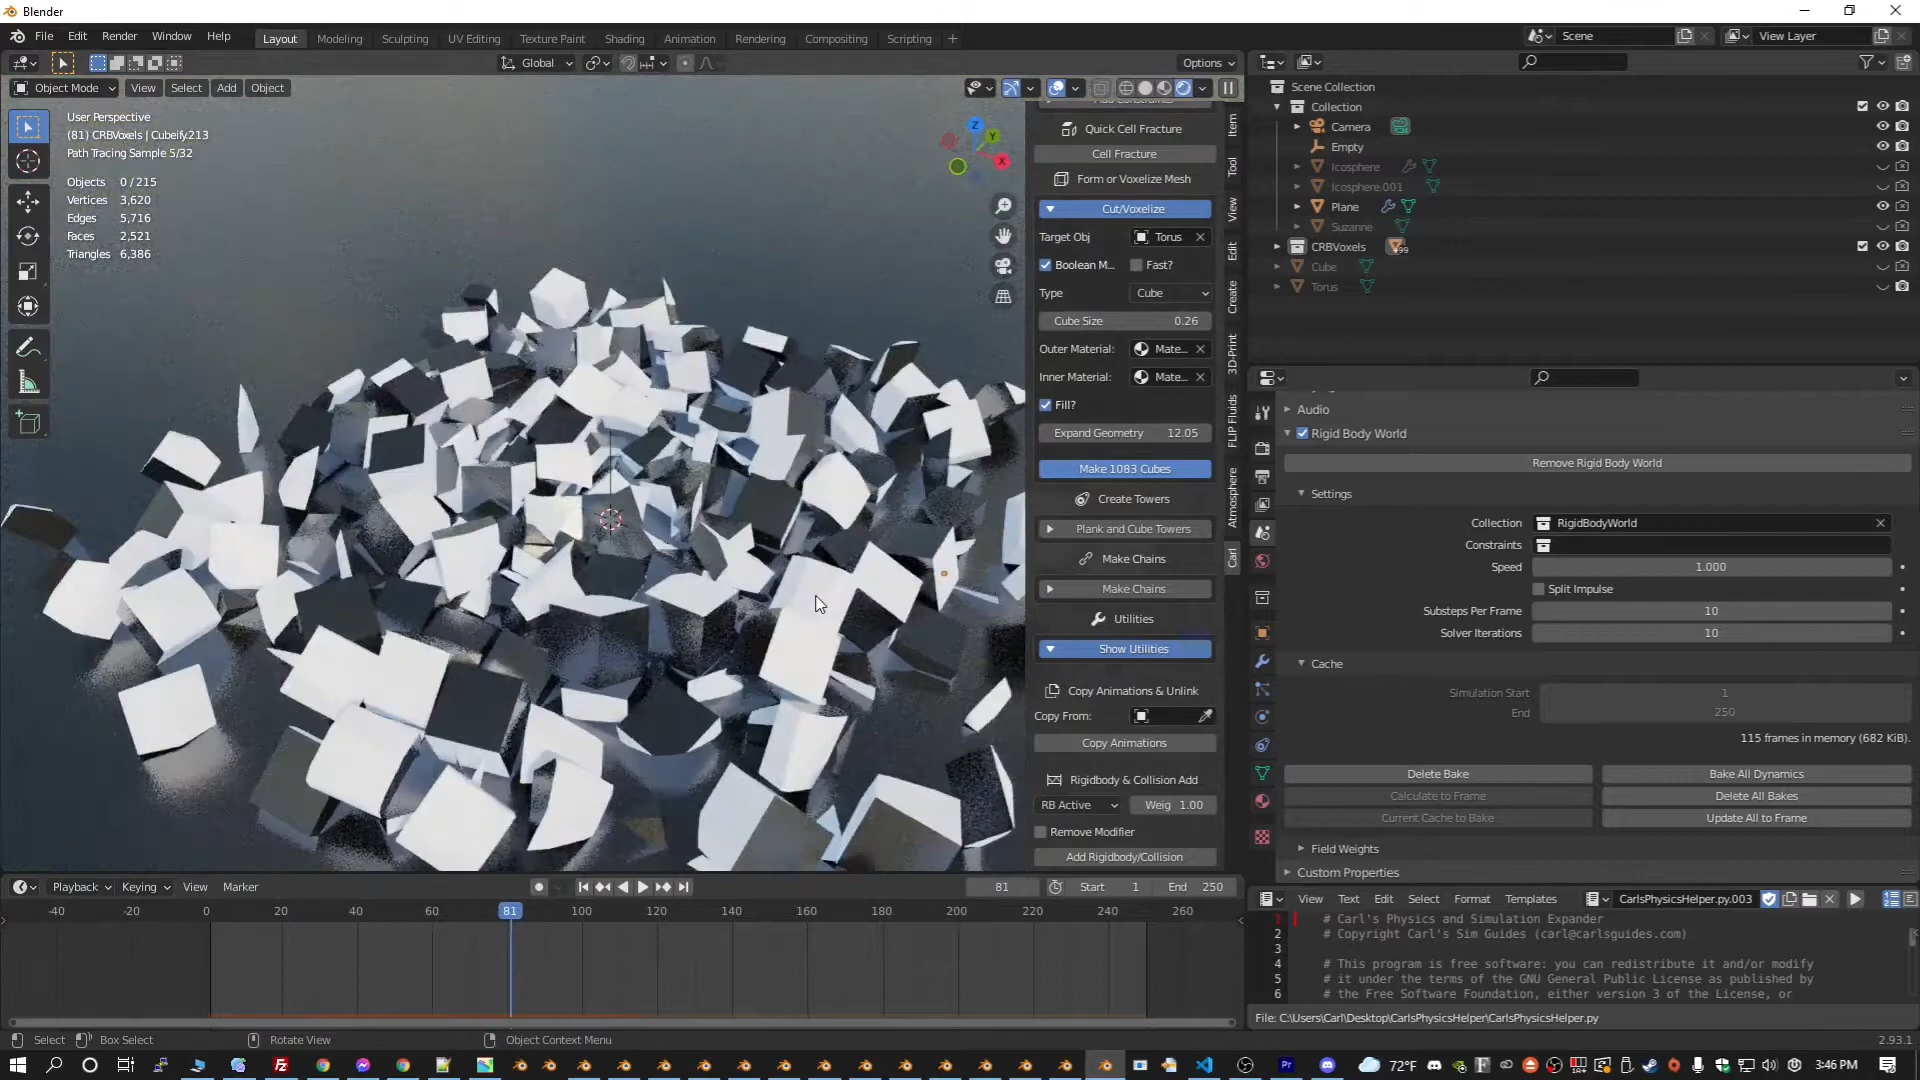 Blender
File Edit Render Window Help
Layout Modeling Sculpting UV Editing Texture Paint Shading Animation Rendering Compositing Scripting +
Scene
View Layer
Global
Options
Object Mode View Select Add Object
User Perspective
(81) CRBVoxels | Cubeify.213
Path Tracing Sample 5/32
Objects 0 / 215
Vertices 3,620
Edges 5,716
Faces 2,521
Triangles 6,386
Z
Y
X
Quick Cell Fracture
Cell Fracture
Form or Voxelize Mesh
Cut/Voxelize
Target Obj Torus
Boolean M... Fast?
Type Cube
Cube Size 0.26
Outer Material: Mate...
Inner Material: Mate...
Fill?
Expand Geometry 12.05
Make 1083 Cubes
Create Towers
Plank and Cube Towers
Make Chains
Make Chains
Utilities
Show Utilities
Copy Animations & Unlink
Copy From:
Copy Animations
Rigidbody & Collision Add
RB Active Weig 1.00
Remove Modifier
Add Rigidbody/Collision
Item
Tool
View
Edit
Create
3D-Print
FLIP Fluids
Atmosphere
Carl
Scene Collection
Collection
Camera
Empty
Icosphere
Icosphere.001
Plane
Suzanne
CRBVoxels
Cube
Torus
Audio
Rigid Body World
Remove Rigid Body World
Settings
Collection RigidBodyWorld
Constraints
Speed 1.000
Split Impulse
Substeps Per Frame 10
Solver Iterations 10
Cache
Simulation Start 1
End 250
115 frames in memory (682 KiB).
Delete Bake Bake All Dynamics
Calculate to Frame Delete All Bakes
Current Cache to Bake Update All to Frame
Field Weights
Custom Properties
Playback Keying View Marker
81 Start 1 End 250
-40 -20 0 20 40 60 81 100 120 140 160 180 200 220 240 260
View Text Edit Select Format Templates CarlsPhysicsHelper.py.003
1 # Carl's Physics and Simulation Expander
2 # Copyright Carl's Sim Guides (carl@carlsguides.com)
3
4 # This program is free software: you can redistribute it and/or modify
5 # it under the terms of the GNU General Public License as published by
6 # the Free Software Foundation, either version 3 of the License, or
File: C:\Users\Carl\Desktop\CarlsPhysicsHelper\CarlsPhysicsHelper.py
Select Box Select Rotate View Object Context Menu
2.93.1
72°F
3:46 PM